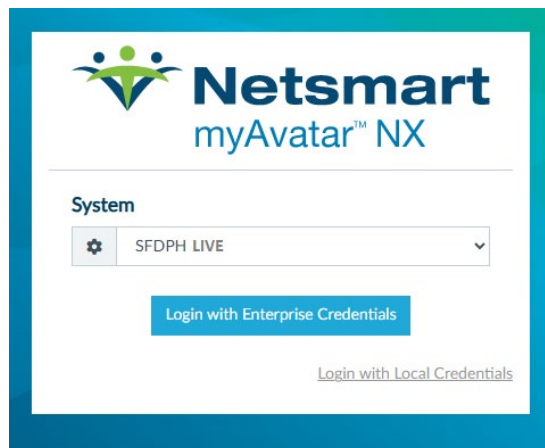 Netsmart
myAvatar™ NX
System
SFDPH LIVE
Login with Enterprise Credentials
Login with Local Credentials